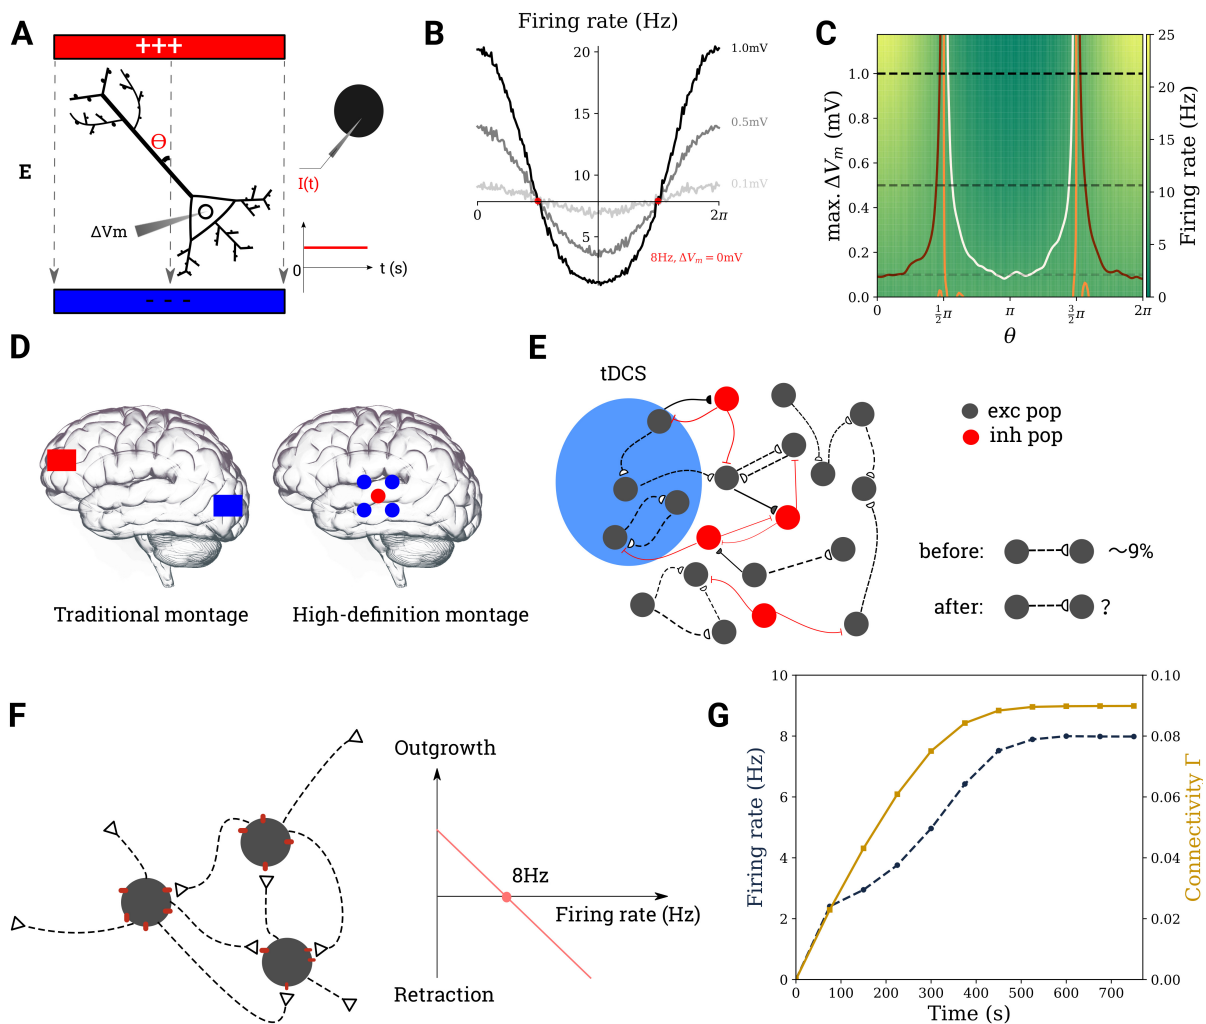 A
+++
Θ
E
ΔVm
- - -
I(t)
0
t (s)
B
Firing rate (Hz)
20
15
10
5
0
2π
1.0mV
0.5mV
0.1mV
8Hz, ΔVm = 0mV
C
max. ΔVm (mV)
1.0
0.8
0.6
0.4
0.2
0.0
0
1/2 π
π
3/2 π
2π
θ
25
20
15
10
5
0
Firing rate (Hz)
D
Traditional montage
High-definition montage
E
tDCS
exc pop
inh pop
before:
~9%
after:
?
F
Outgrowth
8Hz
Firing rate (Hz)
Retraction
G
Firing rate (Hz)
10
8
6
4
2
0
0
100
200
300
400
500
600
700
Time (s)
0.10
0.08
0.06
0.04
0.02
0.00
Connectivity Γ